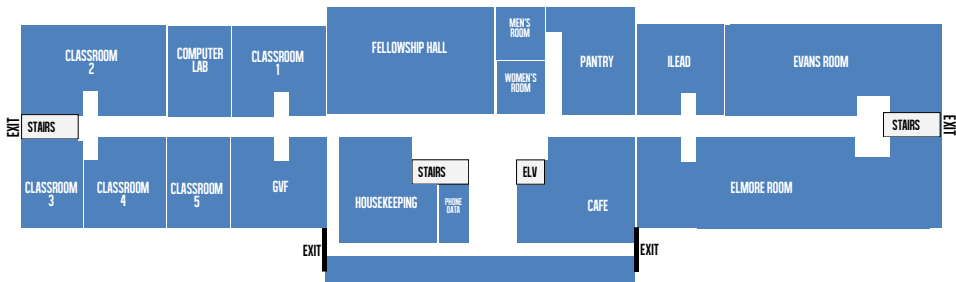 MEN'S
ROOM
FELLOWSHIP HALL
CLASSROOM
2
COMPUTER
LAB
CLASSROOM
1
PANTRY
ILEAD
EVANS ROOM
WOMEN'S
ROOM
EXIT
STAIRS
STAIRS
EXIT
STAIRS
ELV
CLASSROOM
3
CLASSROOM
4
CLASSROOM
5
GVF
HOUSEKEEPING
PHONE
DATA
CAFE
ELMORE ROOM
EXIT
EXIT